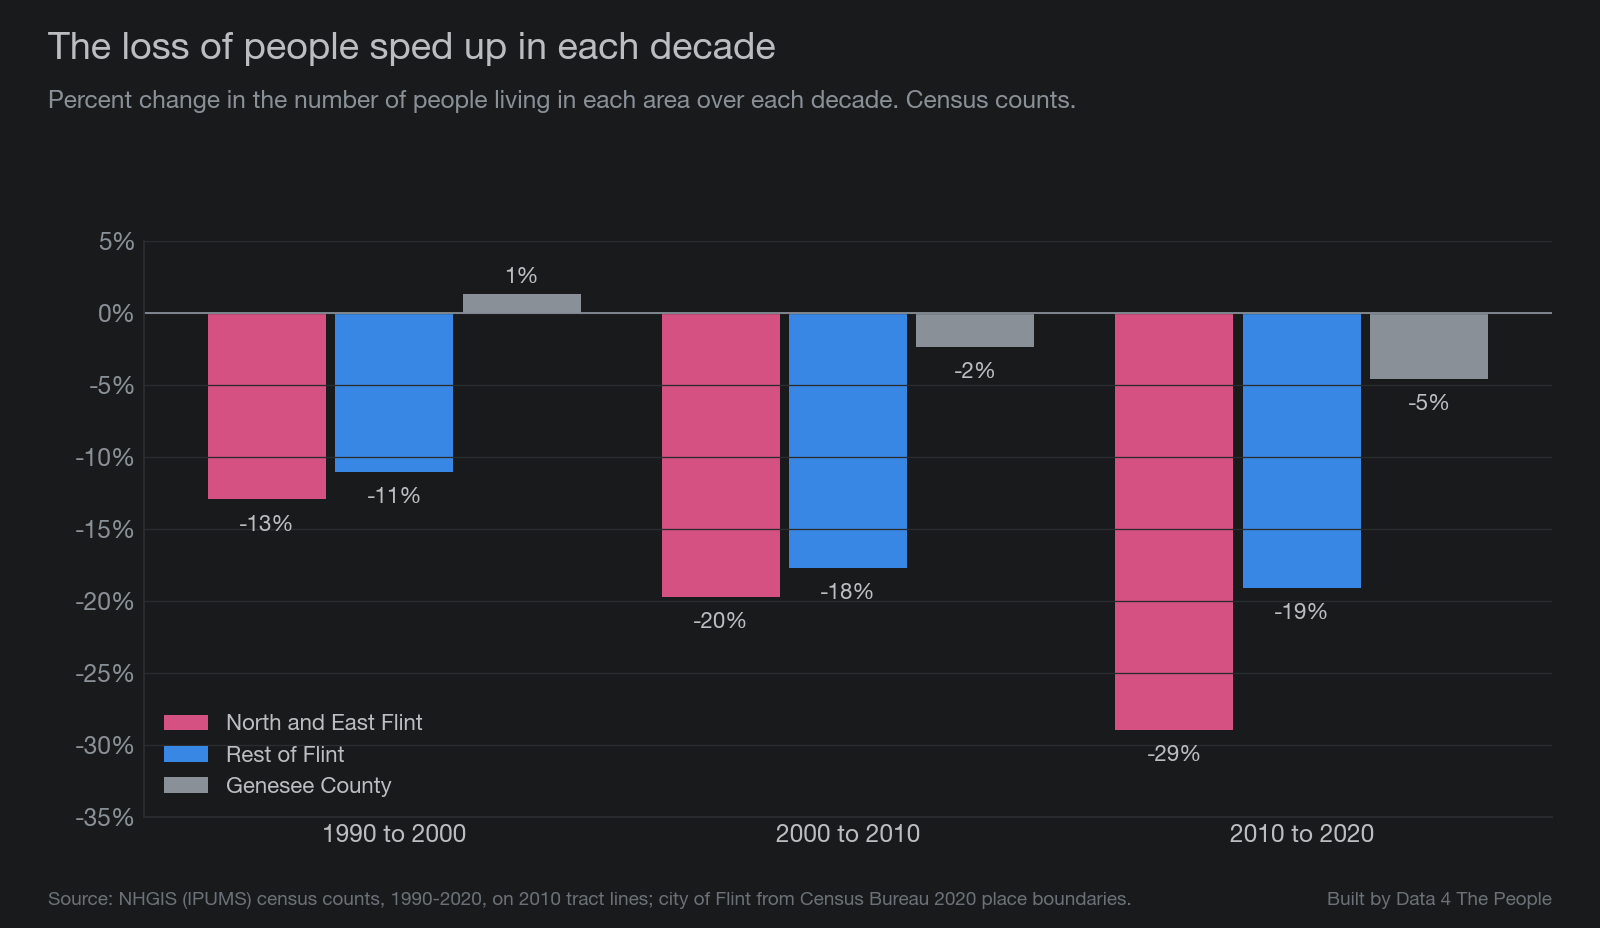 The loss of people sped up in each decade
Percent change in the number of people living in each area over each decade. Census counts.
5%
0%
-5%
-10%
-15%
-20%
-25%
-30%
-35%
-13%
-11%
1%
-20%
-18%
-2%
-29%
-19%
-5%
North and East Flint
Rest of Flint
Genesee County
1990 to 2000
2000 to 2010
2010 to 2020
Source: NHGIS (IPUMS) census counts, 1990-2020, on 2010 tract lines; city of Flint from Census Bureau 2020 place boundaries.
Built by Data 4 The People